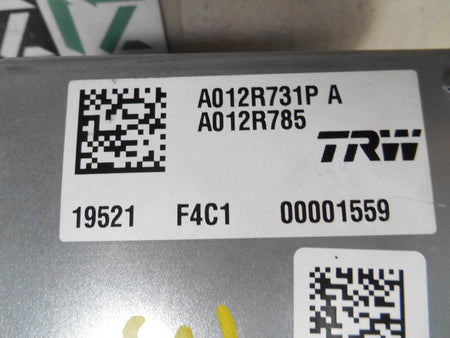 A012R731P A
A012R785
TRW
19521 F4C1 00001559